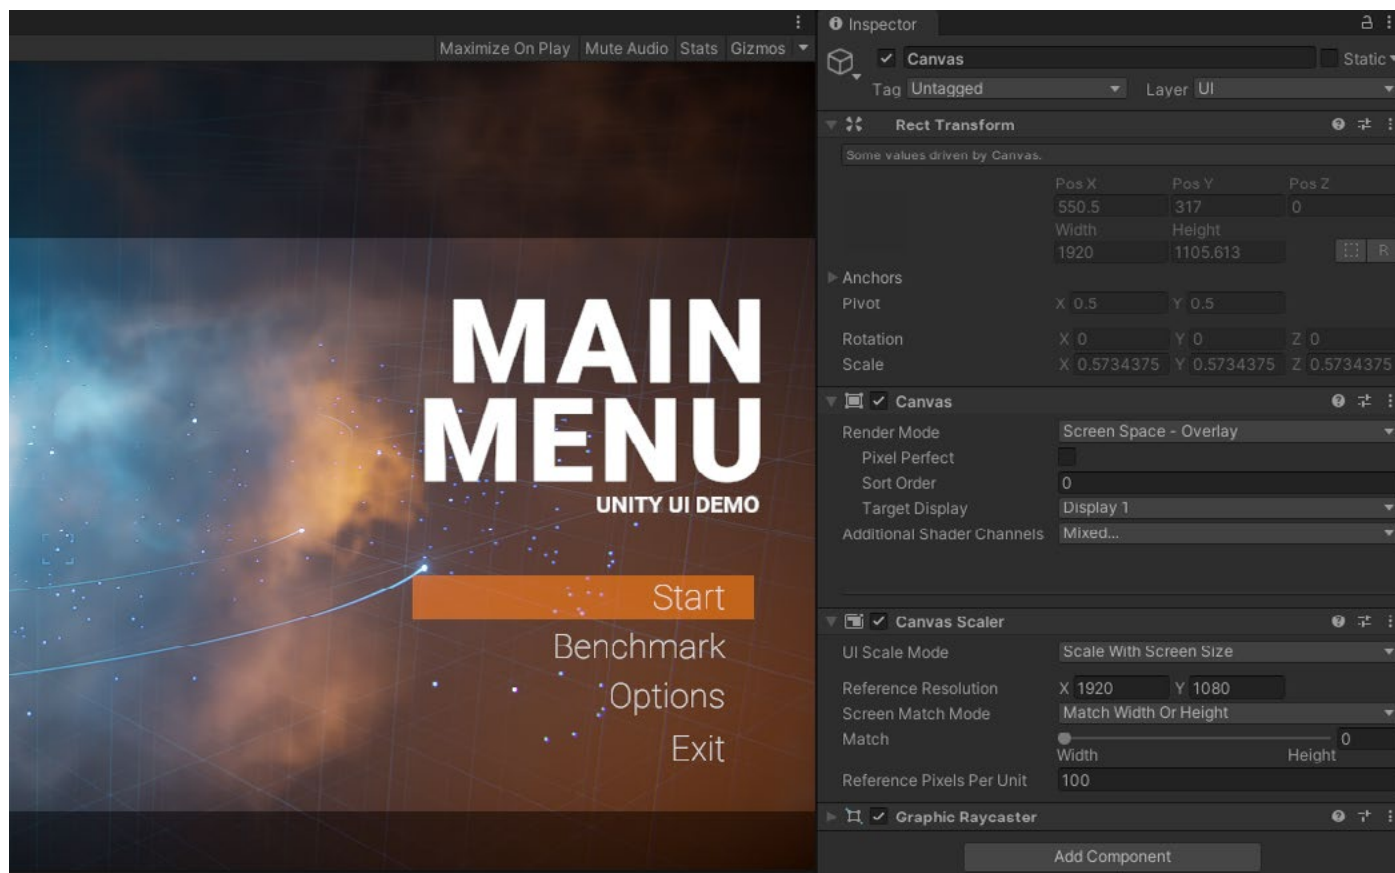 Maximize On Play Mute Audio Stats Gizmos
MAIN
MENU
UNITY UI DEMO
Start
Benchmark
Options
Exit
Inspector
Canvas Static
Tag Untagged Layer UI
Rect Transform
Some values driven by Canvas.
Pos X Pos Y Pos Z
550.5 317 0
Width Height
1920 1105.613 R
Anchors
Pivot X 0.5 Y 0.5
Rotation X 0 Y 0 Z 0
Scale X 0.5734375 Y 0.5734375 Z 0.5734375
Canvas
Render Mode Screen Space - Overlay
Pixel Perfect
Sort Order 0
Target Display Display 1
Additional Shader Channels Mixed...
Canvas Scaler
UI Scale Mode Scale With Screen Size
Reference Resolution X 1920 Y 1080
Screen Match Mode Match Width Or Height
Match 0
Width Height
Reference Pixels Per Unit 100
Graphic Raycaster
Add Component